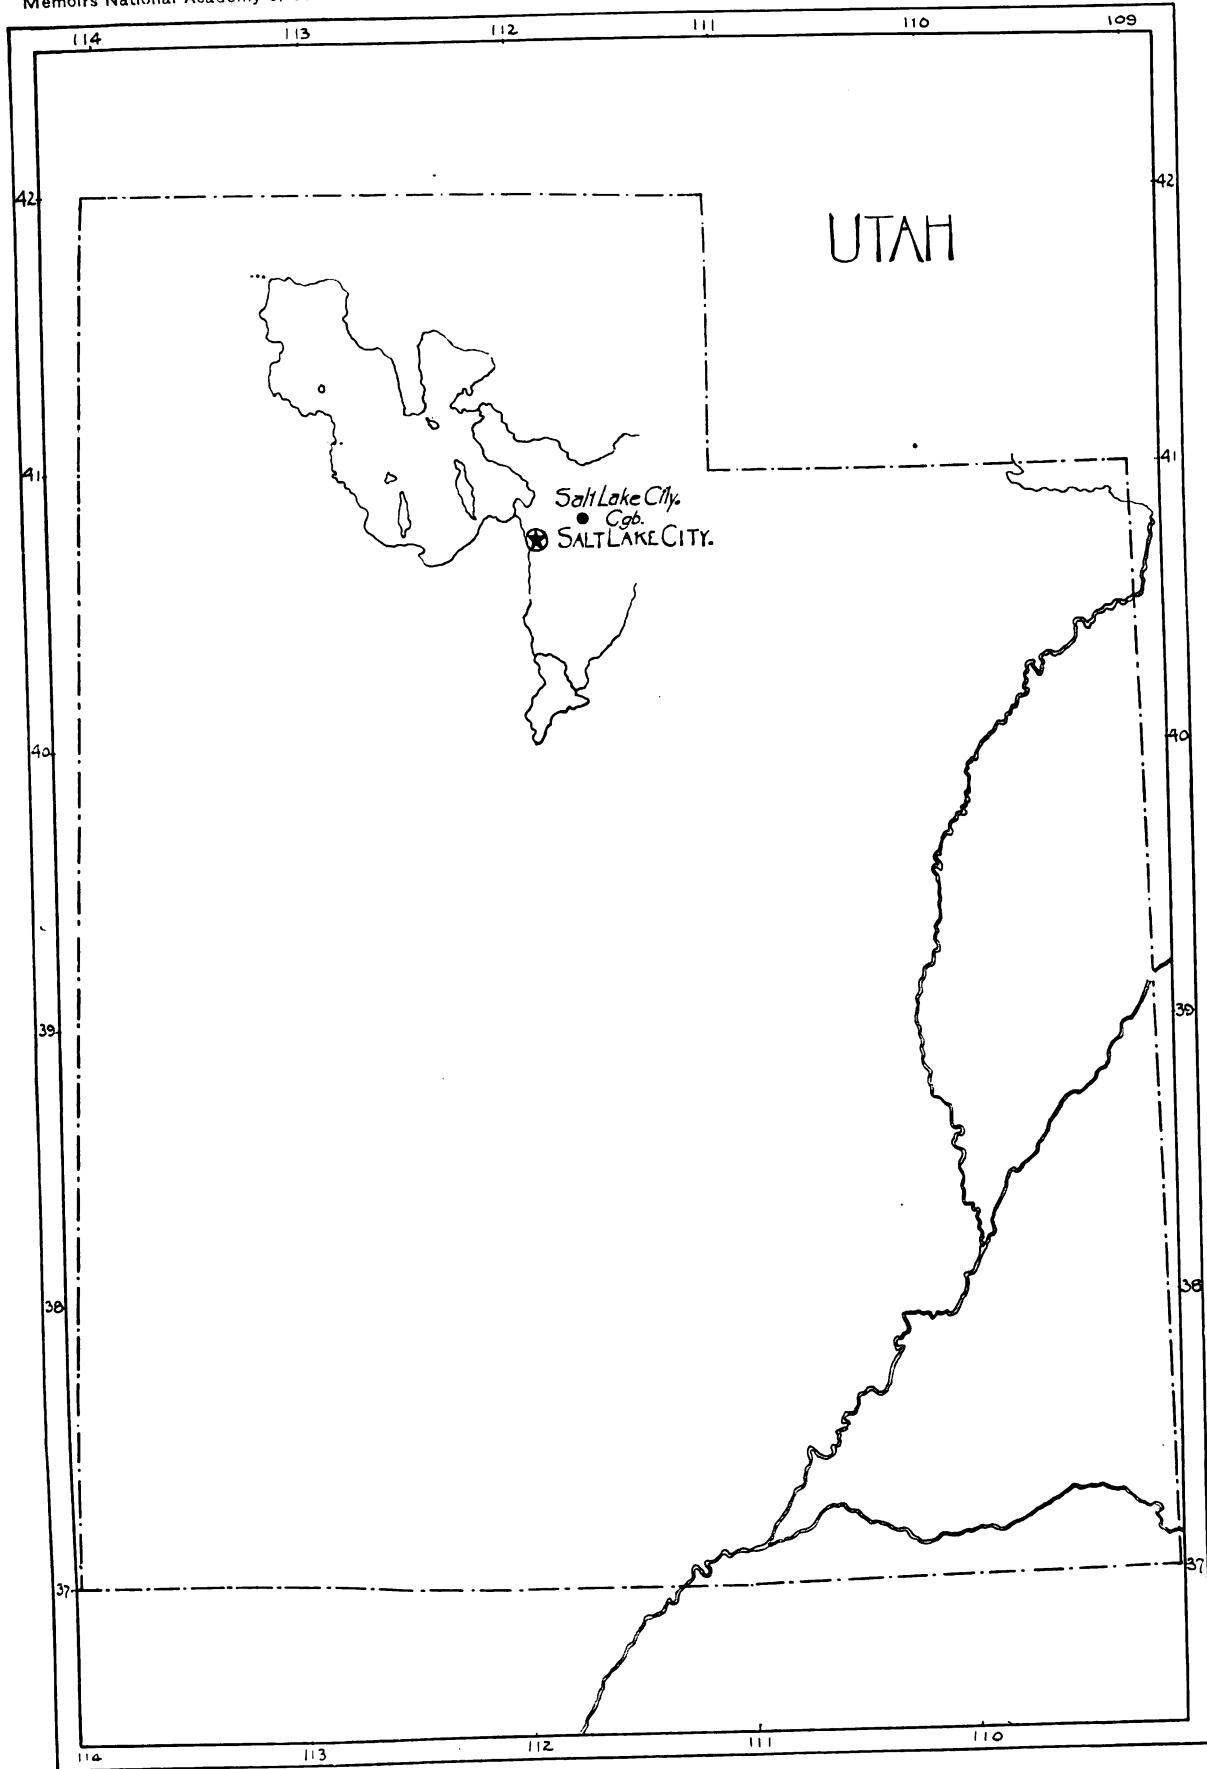 Memoirs National Academy of
114 113 112 111 110 109
42 42
UTAH
41 41
Salt Lake City.
Cgb.
SALT LAKE CITY.
40 40
39 39
38 38
37 37
114 113 112 111 110